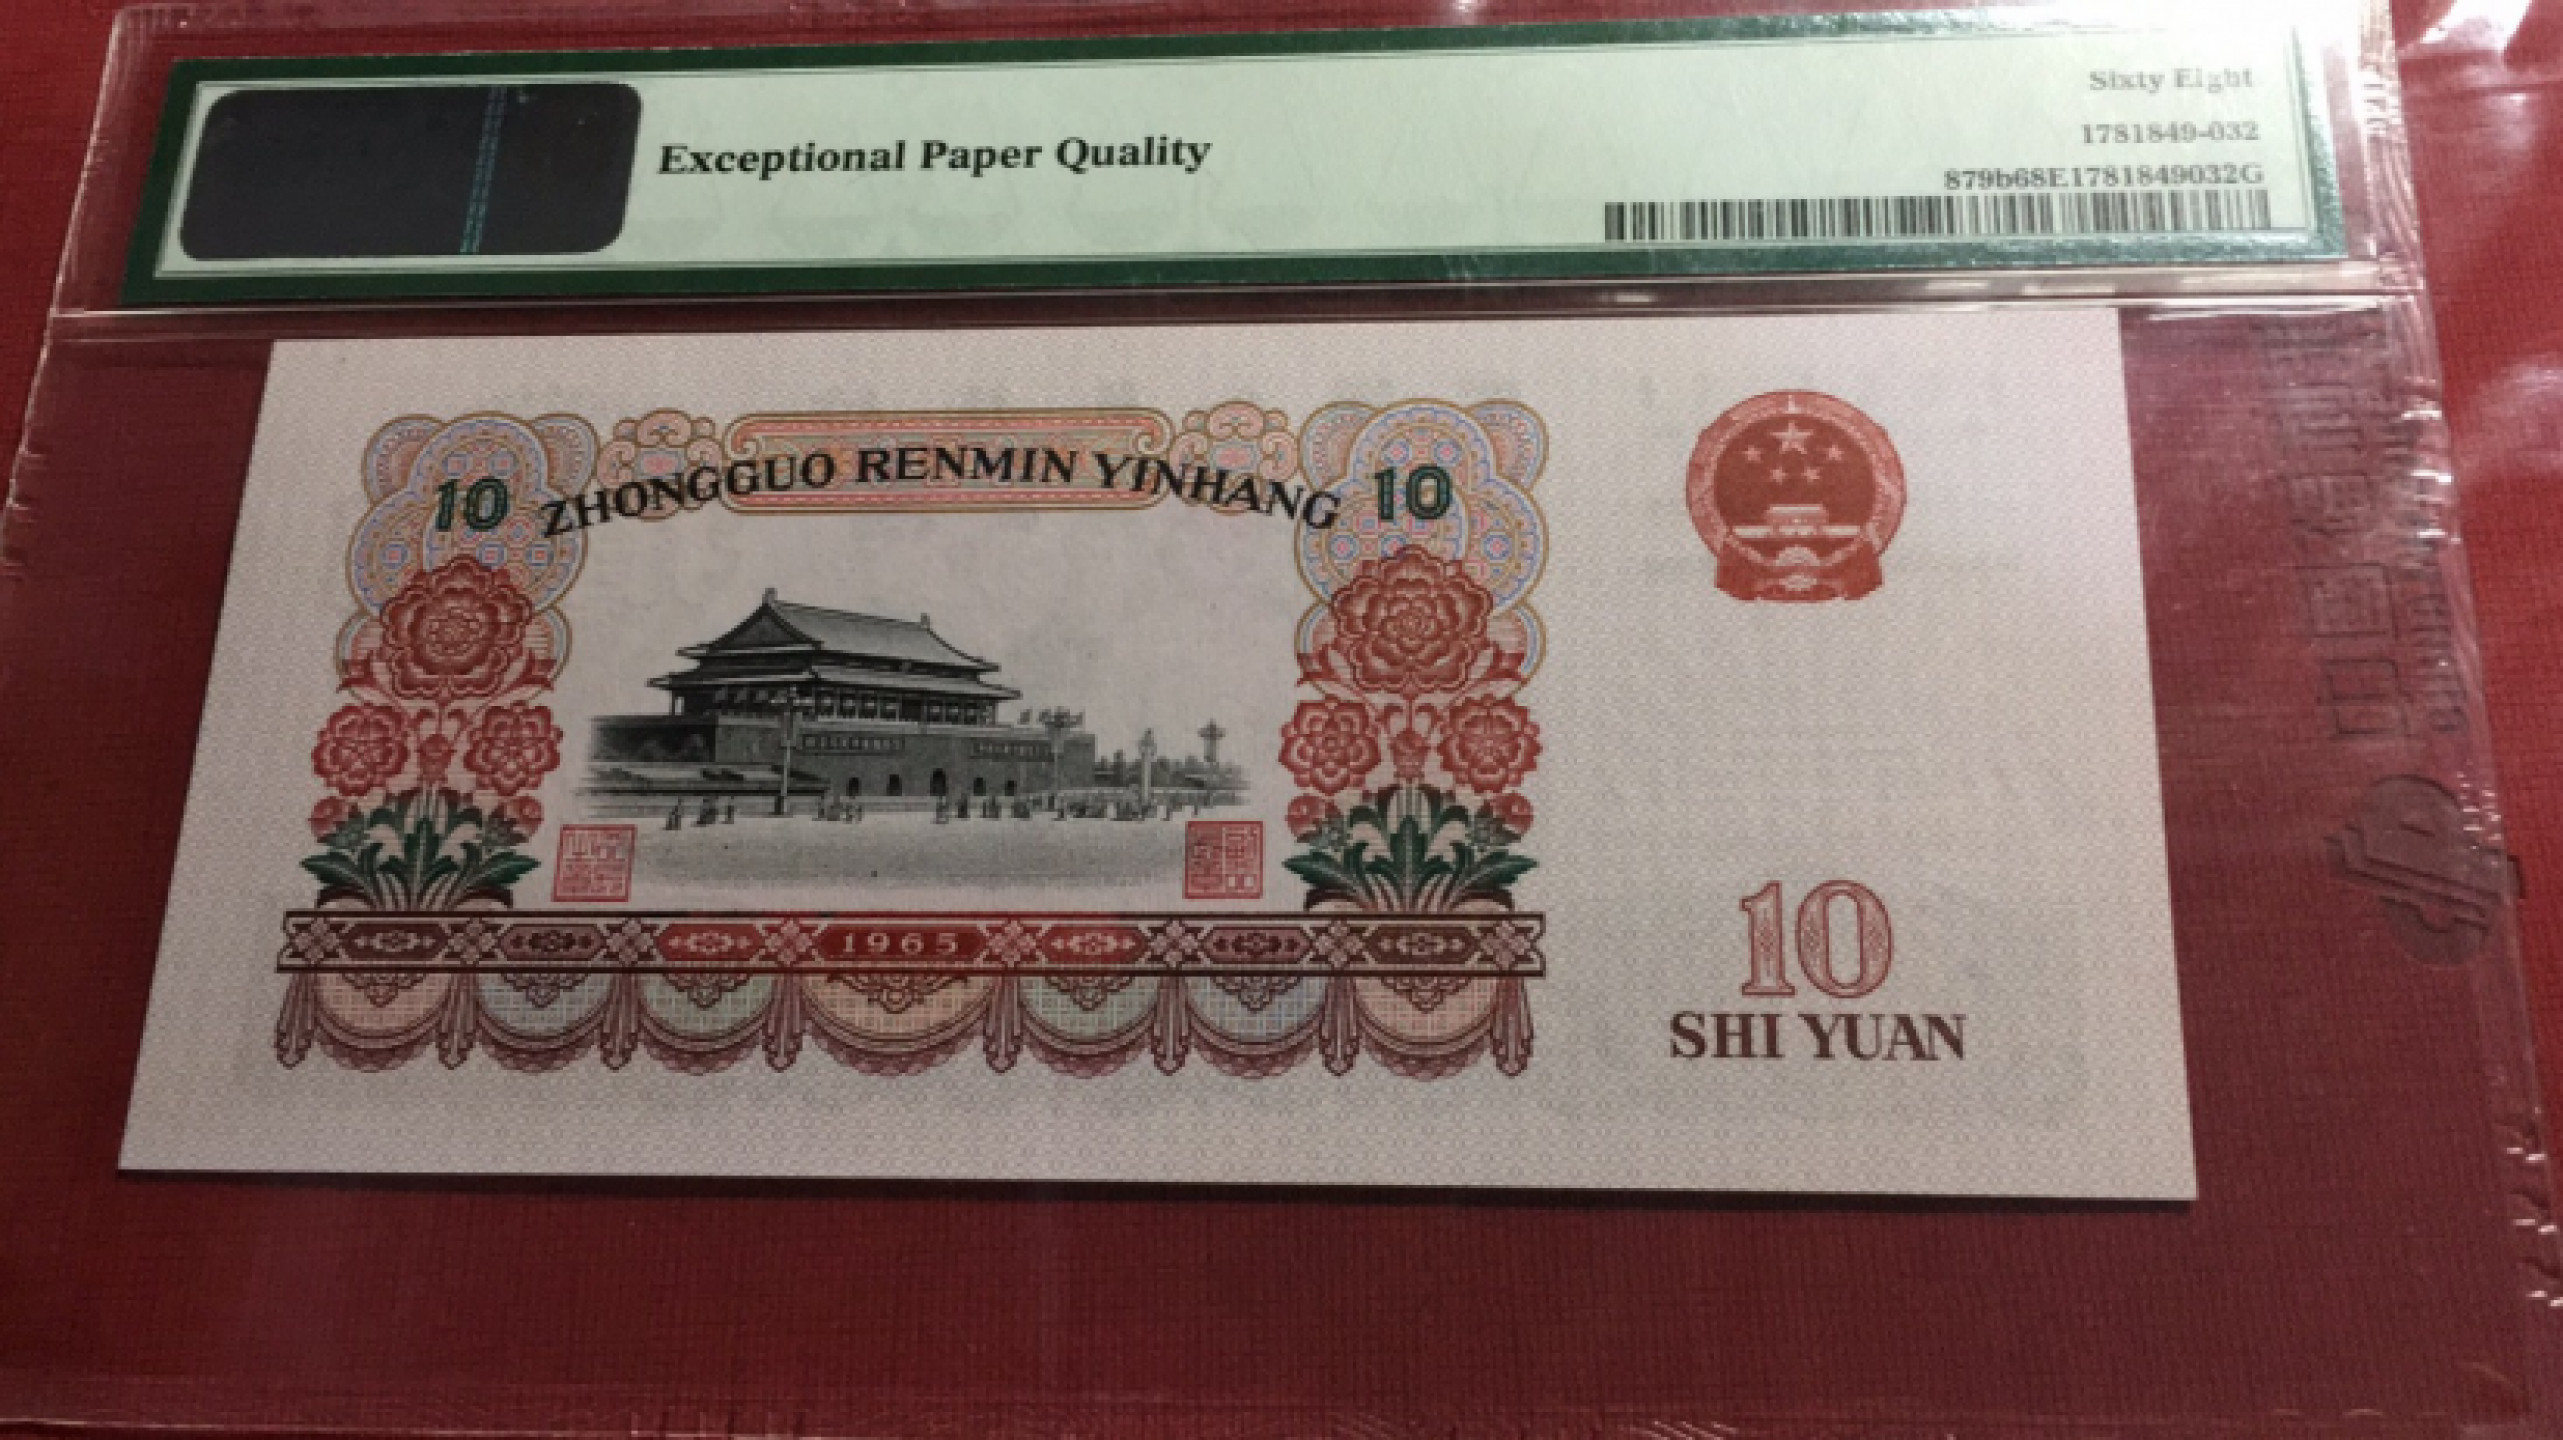 Sixty Eight
1781849-032
Exceptional Paper Quality
879b68E1781849032G
10 ZHONGGUO RENMIN YINHANG 10
1965
10
SHI YUAN